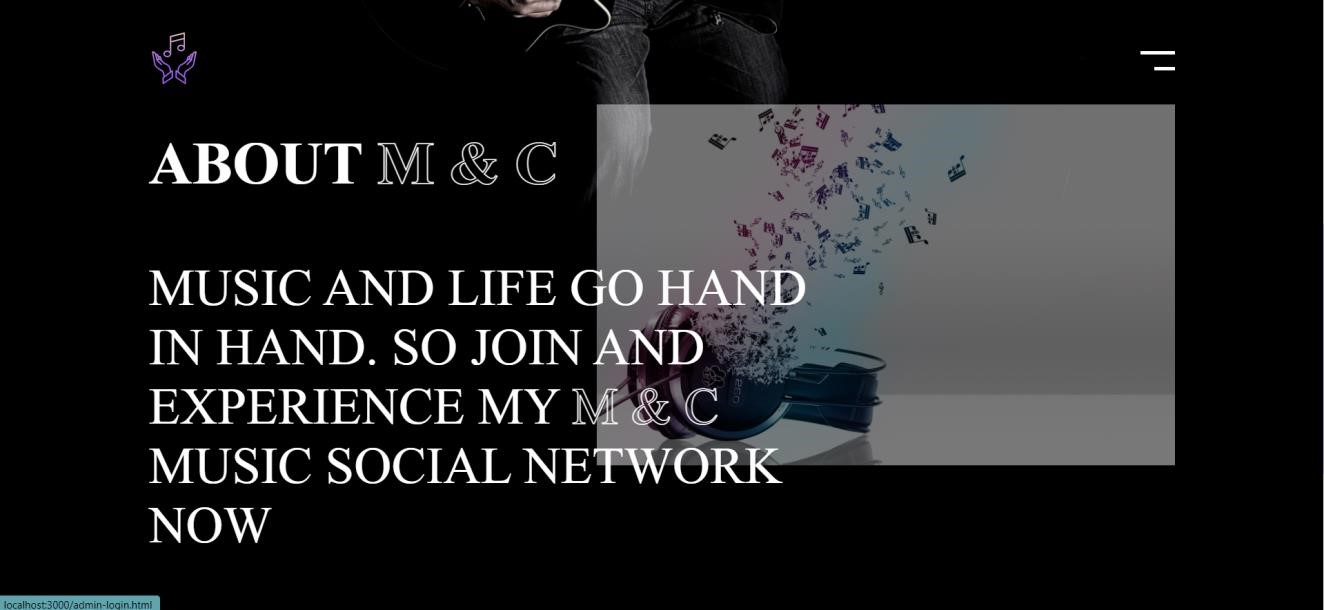 ABOUT M & C
MUSIC AND LIFE GO HAND
IN HAND. SO JOIN AND
EXPERIENCE MY M & C
MUSIC SOCIAL NETWORK
NOW
localhost:3000/admin-login.html